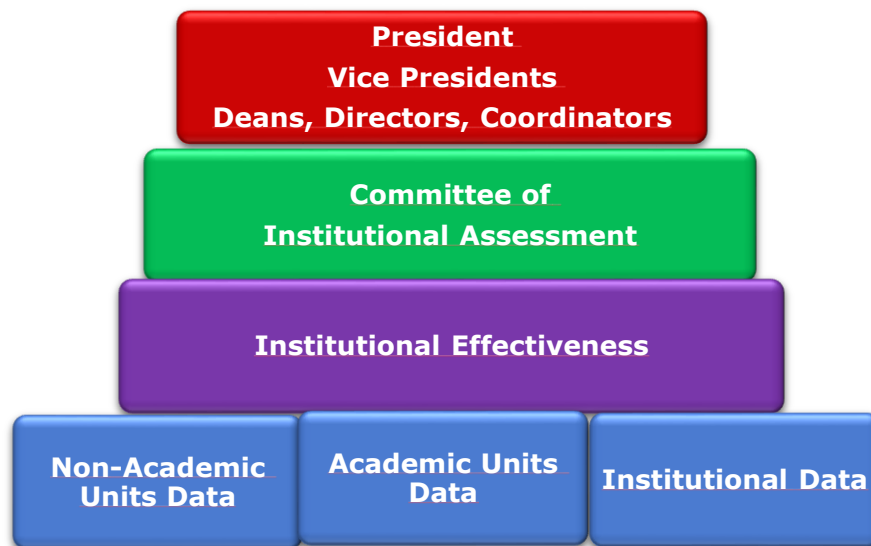 President
Vice Presidents
Deans, Directors, Coordinators
Committee of
Institutional Assessment
Institutional Effectiveness
Non-Academic
Units Data
Academic Units
Data
Institutional Data